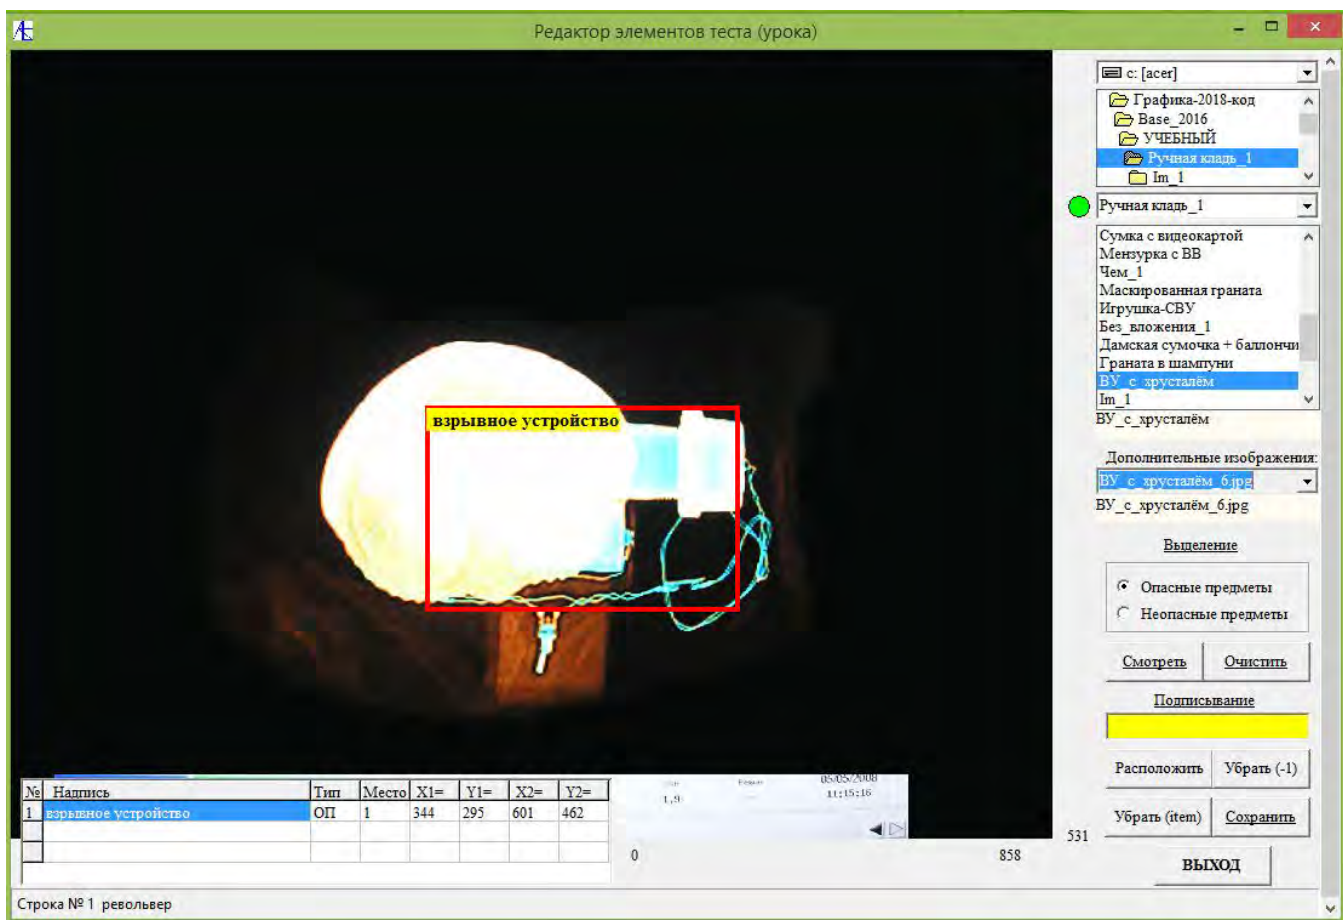 Редактор элементов теста (урока)
c: [acer]
Графика-2018-код
Base_2016
УЧЕБНЫЙ
Ручная кладь_1
Im_1
Ручная кладь_1
Сумка с видеокартой
Мензурка с ВВ
Чем_1
Маскированная граната
Игрушка-СВУ
Без_вложения_1
Дамская сумочка + баллончи
Граната в шампуни
ВУ_с_хрусталём
Im_1
ВУ_с_хрусталём
взрывное устройство
Дополнительные изображения:
ВУ_с_хрусталём_6.jpg
ВУ_с_хрусталём_6.jpg
Выделение
Опасные предметы
Неопасные предметы
Смотреть Очистить
Подписывание
Расположить Убрать (-1)
Убрать (item) Сохранить
ВЫХОД
№ Надпись Тип Место X1= Y1= X2= Y2=
1 взрывное устройство ОП 1 344 295 601 462
05/05/2008
1,9 11:15:16
531
0 858
Строка № 1 револьвер